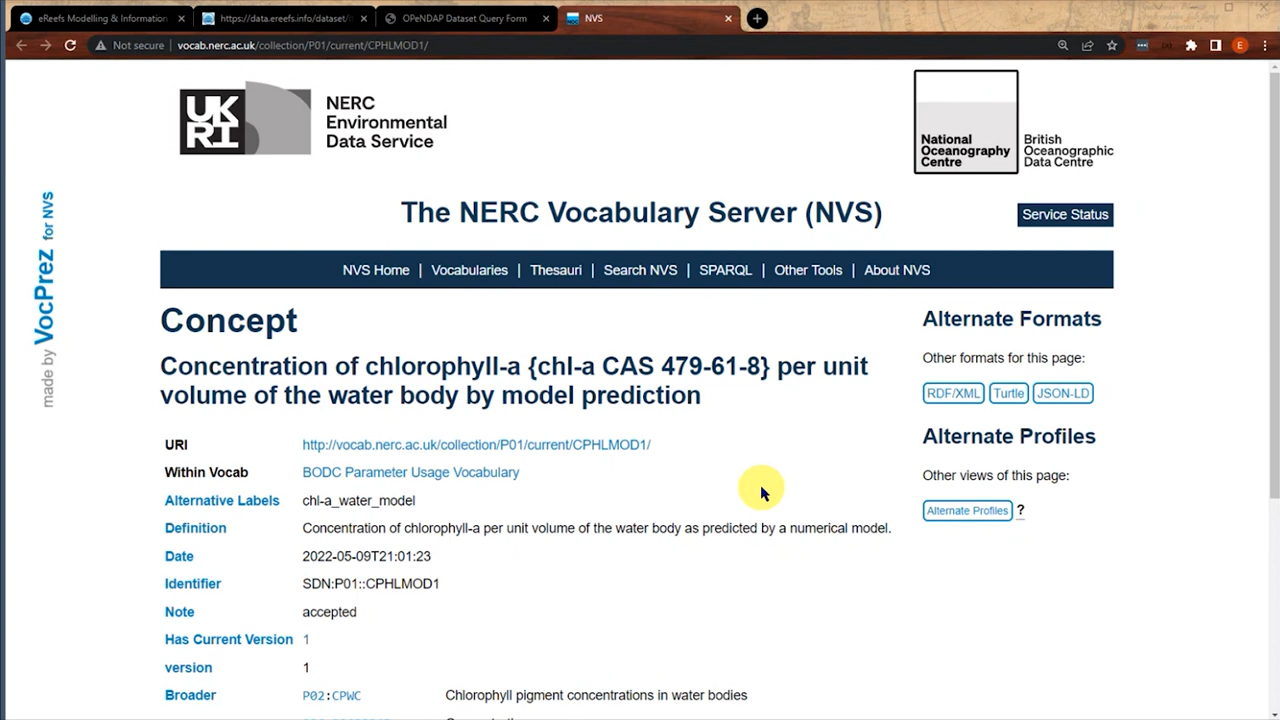 eReefs Modelling & Information
https://data.ereefs.info/dataset/
OPeNDAP Dataset Query Form
NVS
Not secure vocab.nerc.ac.uk/collection/P01/current/CPHLMOD1/
UK
RI
NERC
Environmental
Data Service
National
Oceanography
Centre
British
Oceanographic
Data Centre
made by VocPrez for NVS
The NERC Vocabulary Server (NVS)
Service Status
NVS Home | Vocabularies | Thesauri | Search NVS | SPARQL | Other Tools | About NVS
Concept
Concentration of chlorophyll-a {chl-a CAS 479-61-8} per unit
volume of the water body by model prediction
URI http://vocab.nerc.ac.uk/collection/P01/current/CPHLMOD1/
Within Vocab BODC Parameter Usage Vocabulary
Alternative Labels chl-a_water_model
Definition Concentration of chlorophyll-a per unit volume of the water body as predicted by a numerical model.
Date 2022-05-09T21:01:23
Identifier SDN:P01::CPHLMOD1
Note accepted
Has Current Version 1
version 1
Broader P02:CPWC Chlorophyll pigment concentrations in water bodies
Alternate Formats
Other formats for this page:
RDF/XML Turtle JSON-LD
Alternate Profiles
Other views of this page:
Alternate Profiles ?